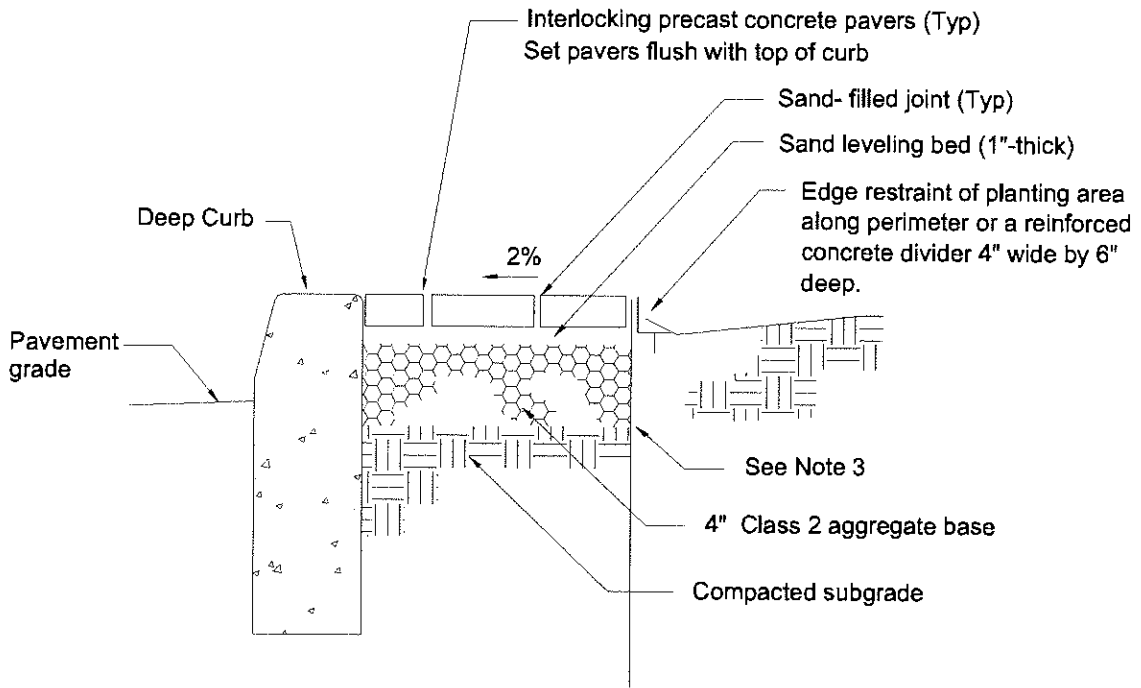 Interlocking precast concrete pavers (Typ)
Set pavers flush with top of curb
Sand- filled joint (Typ)
Sand leveling bed (1"-thick)
Edge restraint of planting area
along perimeter or a reinforced
concrete divider 4" wide by 6"
deep.
Deep Curb
2%
Pavement
grade
See Note 3
4" Class 2 aggregate base
Compacted subgrade